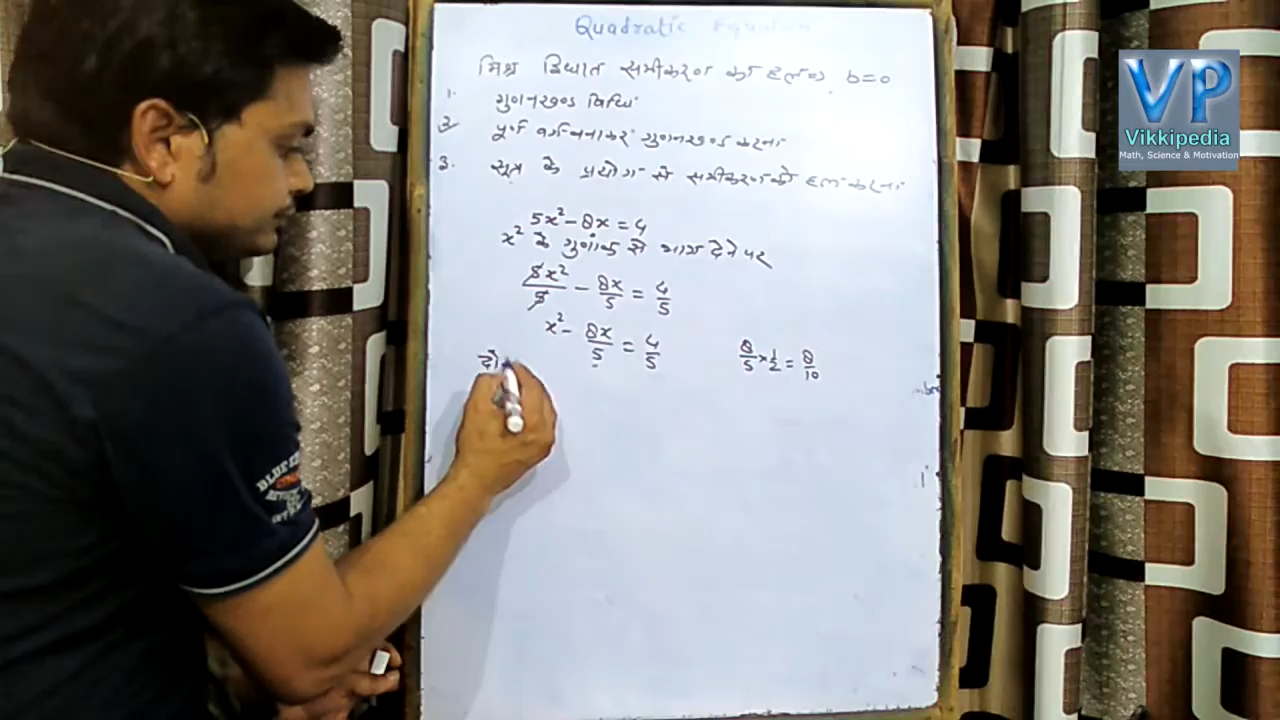 Quadratic Equation
मिश्र द्विघात समीकरण का हल b=0
1. गुणनखण्ड विधि
2. पूर्ण वर्ग बनाकर गुणनखण्ड करना
3. सूत्र के प्रयोग से समीकरण को हल करना
5x² - 8x = 4
x² के गुणांक से भाग देने पर
5x²/5 - 8x/5 = 4/5
x² - 8x/5 = 4/5
8/5 × 1/2 = 8/10
दो
VP
Vikkipedia
Math, Science & Motivation